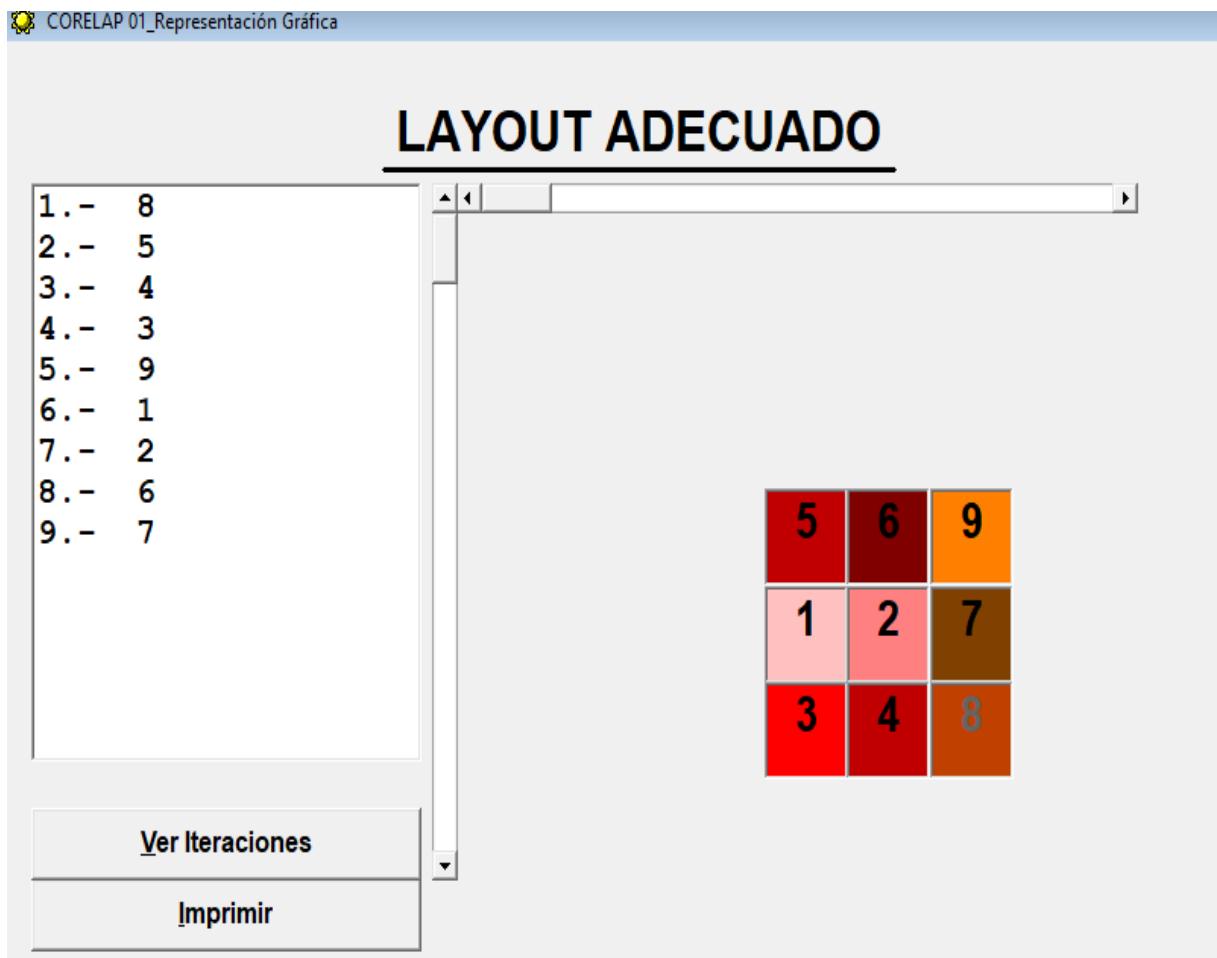 CORELAP 01_Representación Gráfica
LAYOUT ADECUADO
1.- 8
2.- 5
3.- 4
4.- 3
5.- 9
6.- 1
7.- 2
8.- 6
9.- 7
5 6 9
1 2 7
3 4 8
Ver Iteraciones
Imprimir